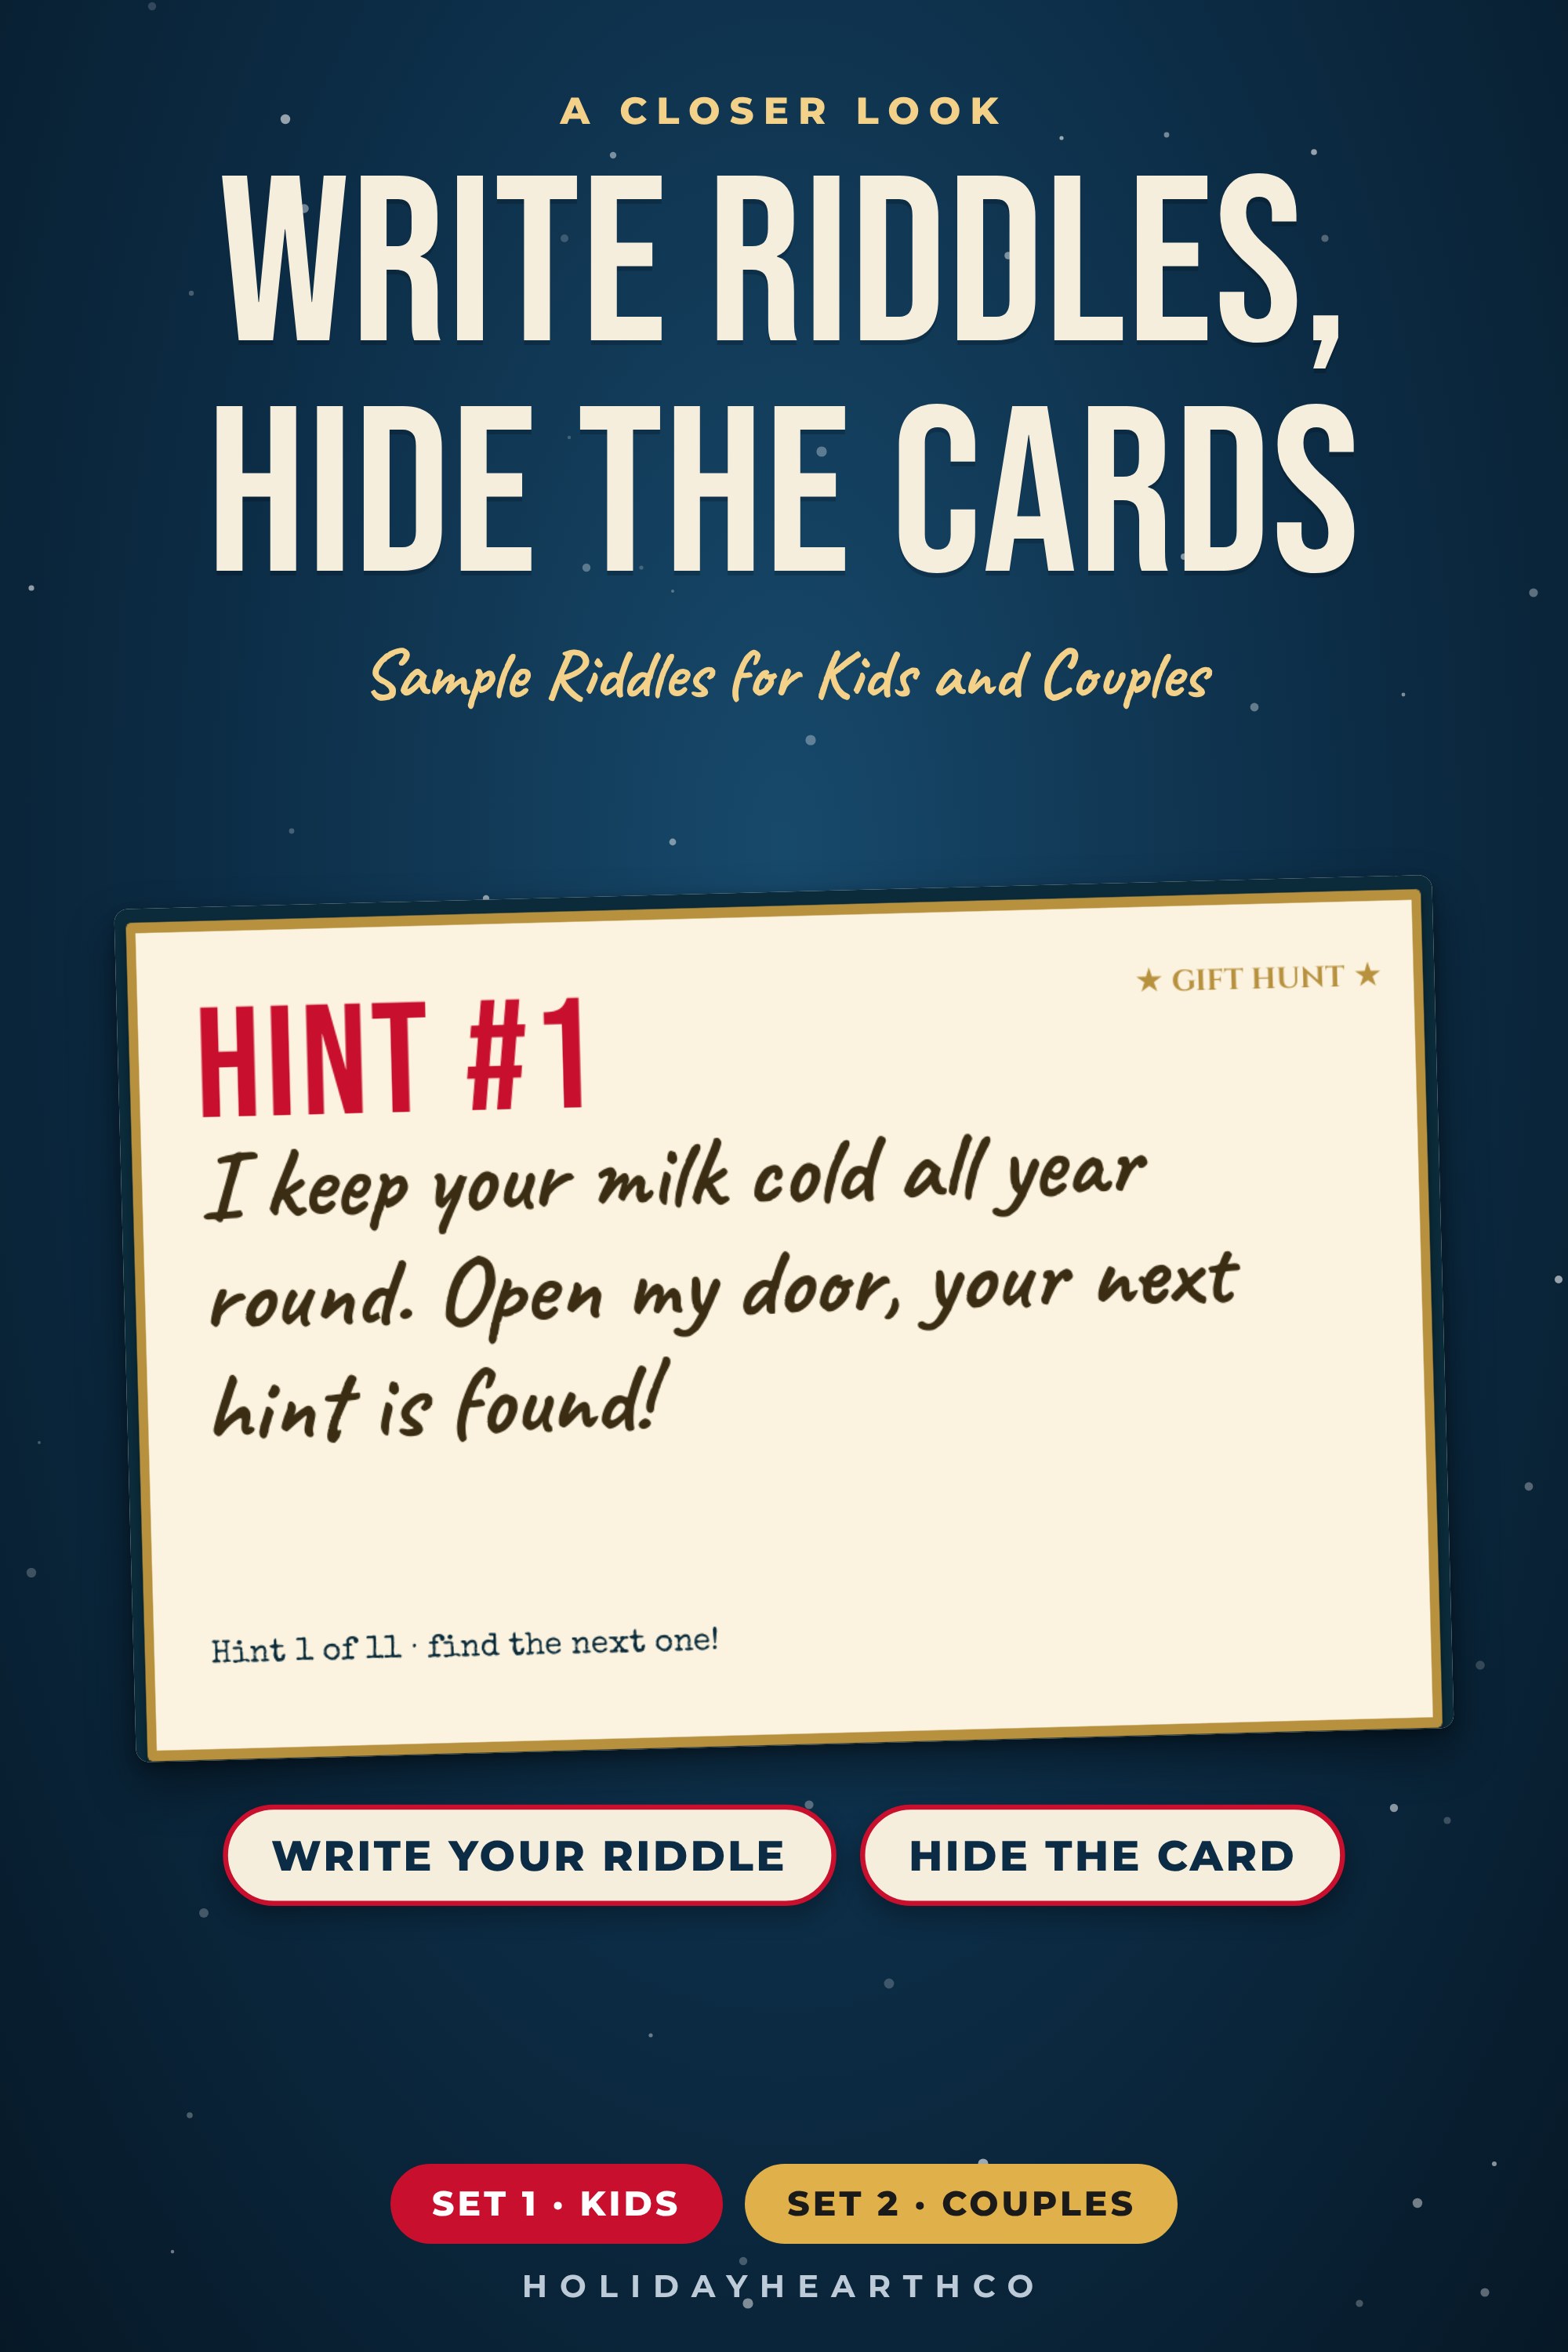 A CLOSER LOOK
WRITE RIDDLES,
HIDE THE CARDS
Sample Riddles for Kids and Couples
★ GIFT HUNT ★
HINT #1
I keep your milk cold all year
round. Open my door, your next
hint is found!
Hint 1 of 11 · find the next one!
WRITE YOUR RIDDLE
HIDE THE CARD
SET 1 · KIDS
SET 2 · COUPLES
HOLIDAYHEARTHCO